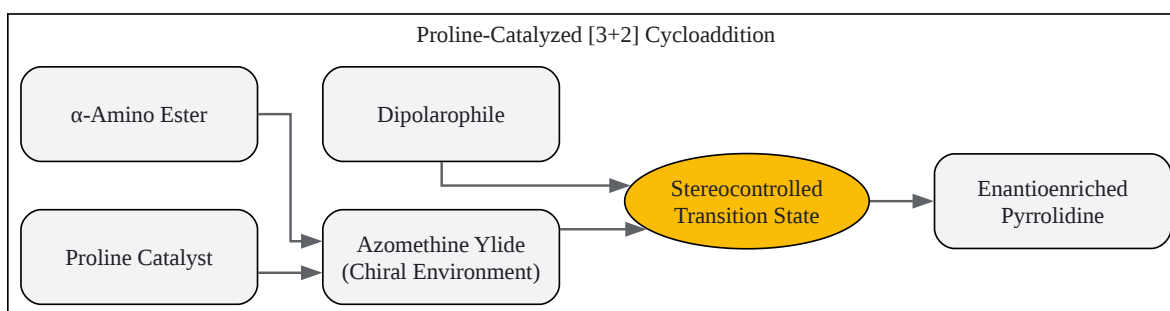 Proline-Catalyzed [3+2] Cycloaddition
α-Amino Ester
Dipolarophile
Stereocontrolled
Transition State
Enantioenriched
Pyrrolidine
Proline Catalyst
Azomethine Ylide
(Chiral Environment)